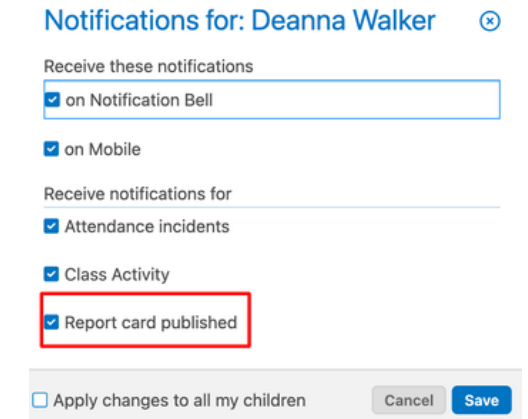 Notifications for: Deanna Walker
Receive these notifications
on Notification Bell
on Mobile
Receive notifications for
Attendance incidents
Class Activity
Report card published
Apply changes to all my children Cancel Save